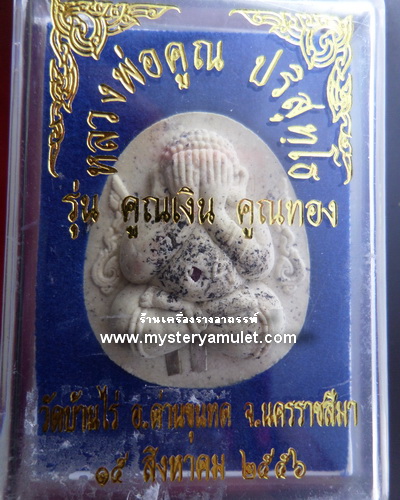 หลวงพ่อคูณ ปริสุทฺโธ
รุ่น คูณเงิน คูณทอง
ร้านเครื่องรางอาถรรพ์
www.mysteryamulet.com
วัดบ้านไร่ อ.ด่านขุนทด จ.นครราชสีมา
๑๕ สิงหาคม ๒๕๕๖